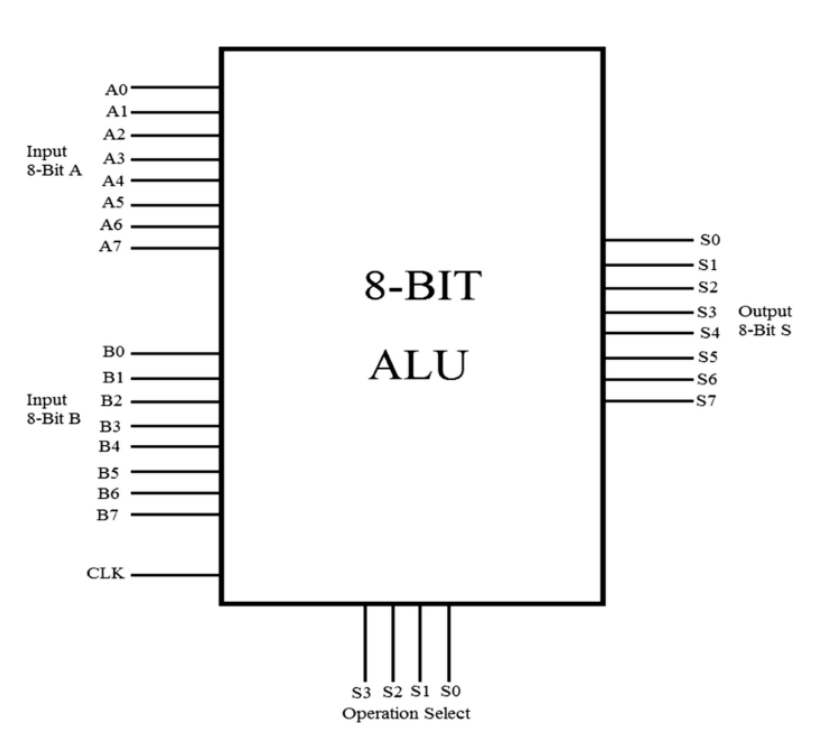 A0
A1
A2
A3
A4
A5
A6
A7
Input
8-Bit A
B0
B1
B2
B3
B4
B5
B6
B7
Input
8-Bit B
CLK
8-BIT
ALU
S0
S1
S2
S3
S4
S5
S6
S7
Output
8-Bit S
S3 S2 S1 S0
Operation Select